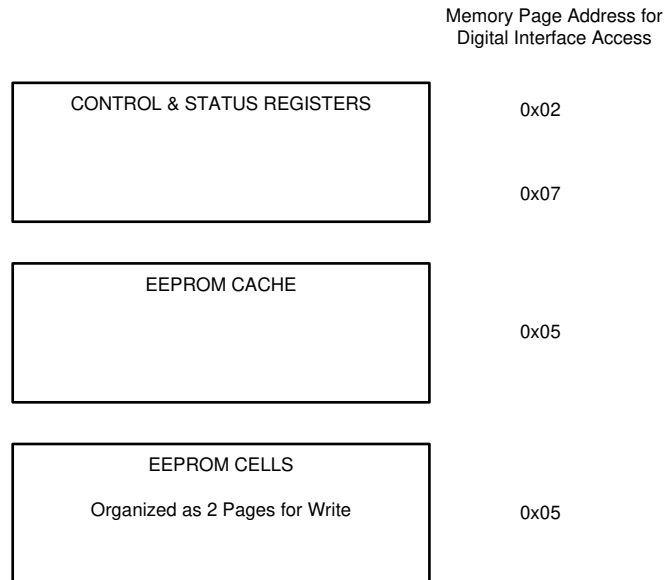 Memory Page Address for
Digital Interface Access
CONTROL & STATUS REGISTERS
0x02
0x07
EEPROM CACHE
0x05
EEPROM CELLS
Organized as 2 Pages for Write
0x05